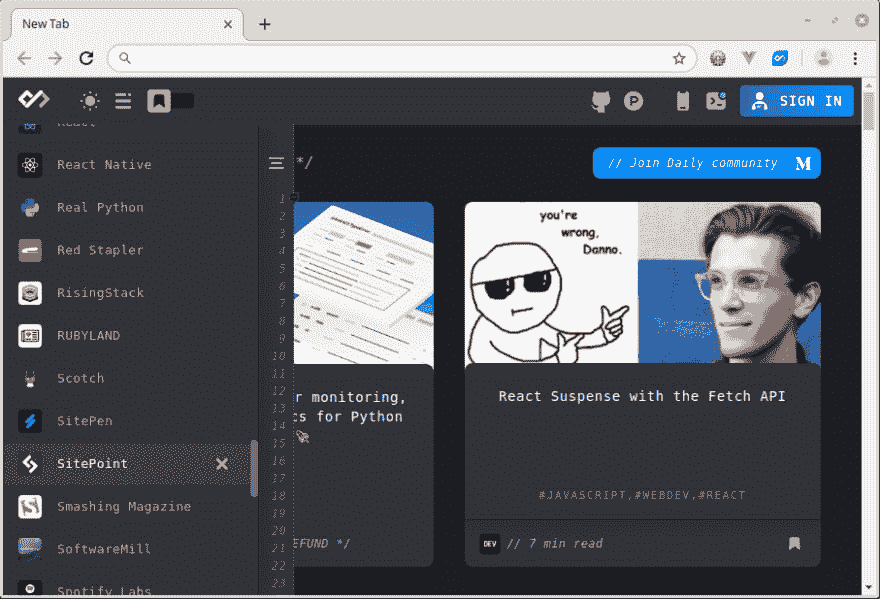 New Tab
SIGN IN
React
React Native
Real Python
Red Stapler
RisingStack
RUBYLAND
Scotch
SitePen
SitePoint
Smashing Magazine
SoftwareMill
Spotify Labs
*/
// Join Daily community M
1
2
3
4
5
6
7
8
9
10
11
12
13
14
15
16
17
18
19
20
21
22
23
r monitoring,
cs for Python
EFUND */
you're
wrong,
Danno.
React Suspense with the Fetch API
#JAVASCRIPT,#WEBDEV,#REACT
DEV // 7 min read